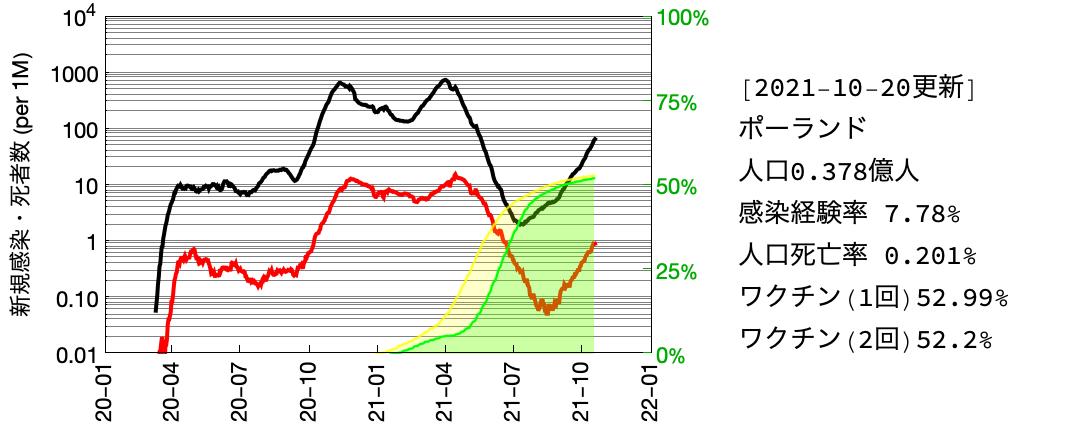 10^4
1000
100
10
1
0.10
0.01
新規感染・死者数 (per 1M)
100%
75%
50%
25%
0%
20-01
20-04
20-07
20-10
21-01
21-04
21-07
21-10
22-01
[2021-10-20更新]
ポーランド
人口0.378億人
感染経験率 7.78%
人口死亡率 0.201%
ワクチン(1回)52.99%
ワクチン(2回)52.2%